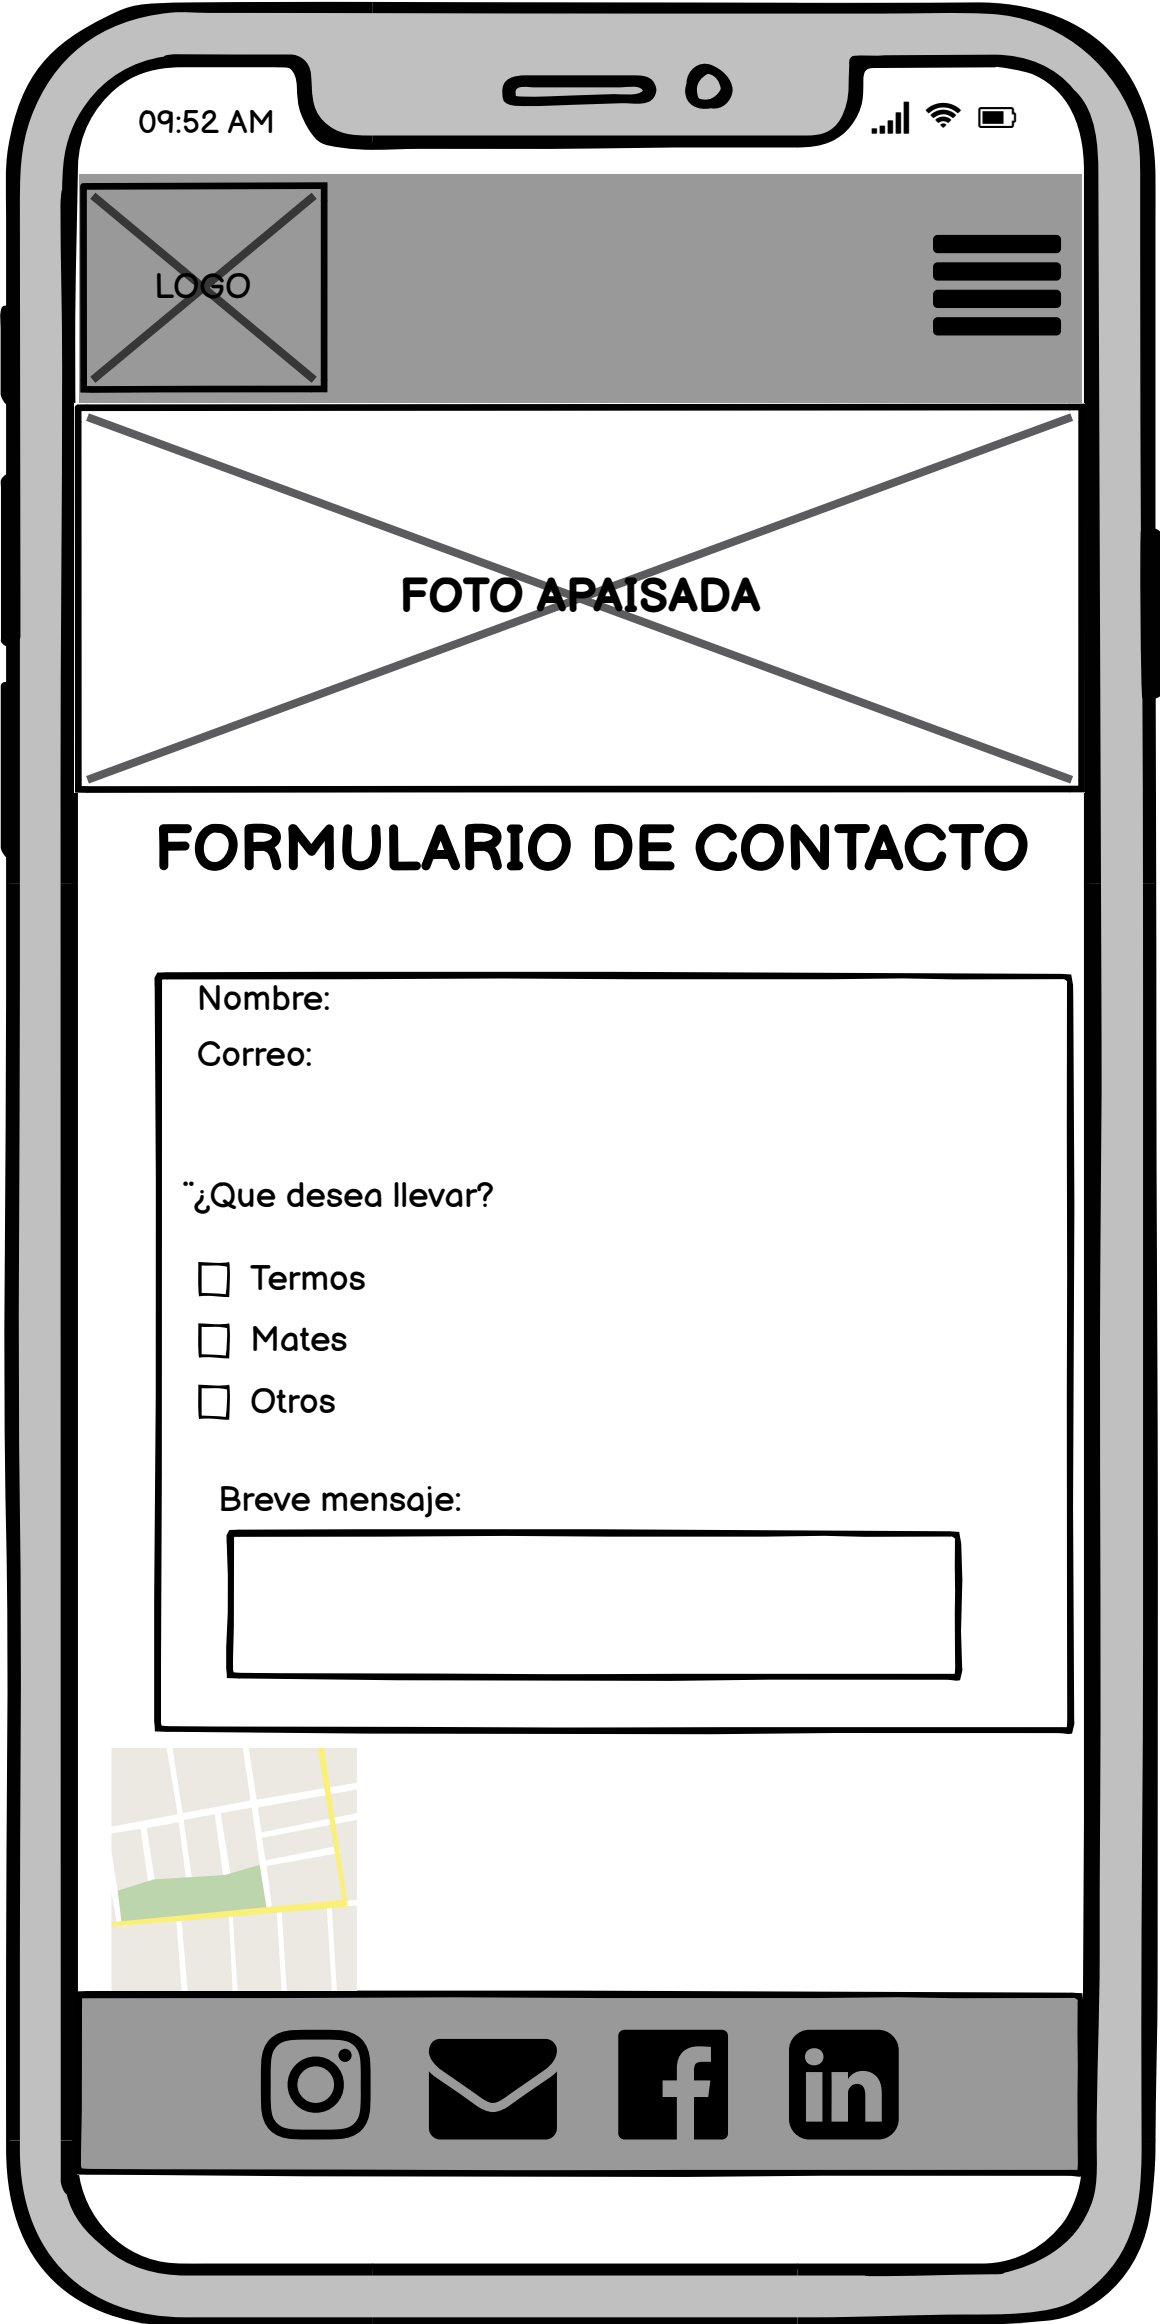 09:52 AM
LOGO
FOTO APAISADA
FORMULARIO DE CONTACTO
Nombre:
Correo:
¨¿Que desea llevar?
Termos
Mates
Otros
Breve mensaje: